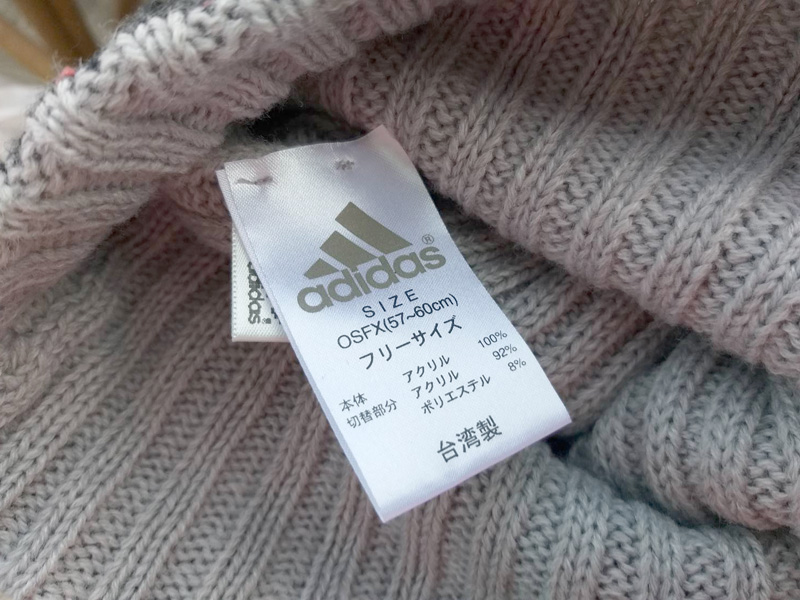 adidas®
SIZE
OSFX(57~60cm)
フリーサイズ
本体 アクリル 100%
切替部分 アクリル 92%
ポリエステル 8%
台湾製
adidas